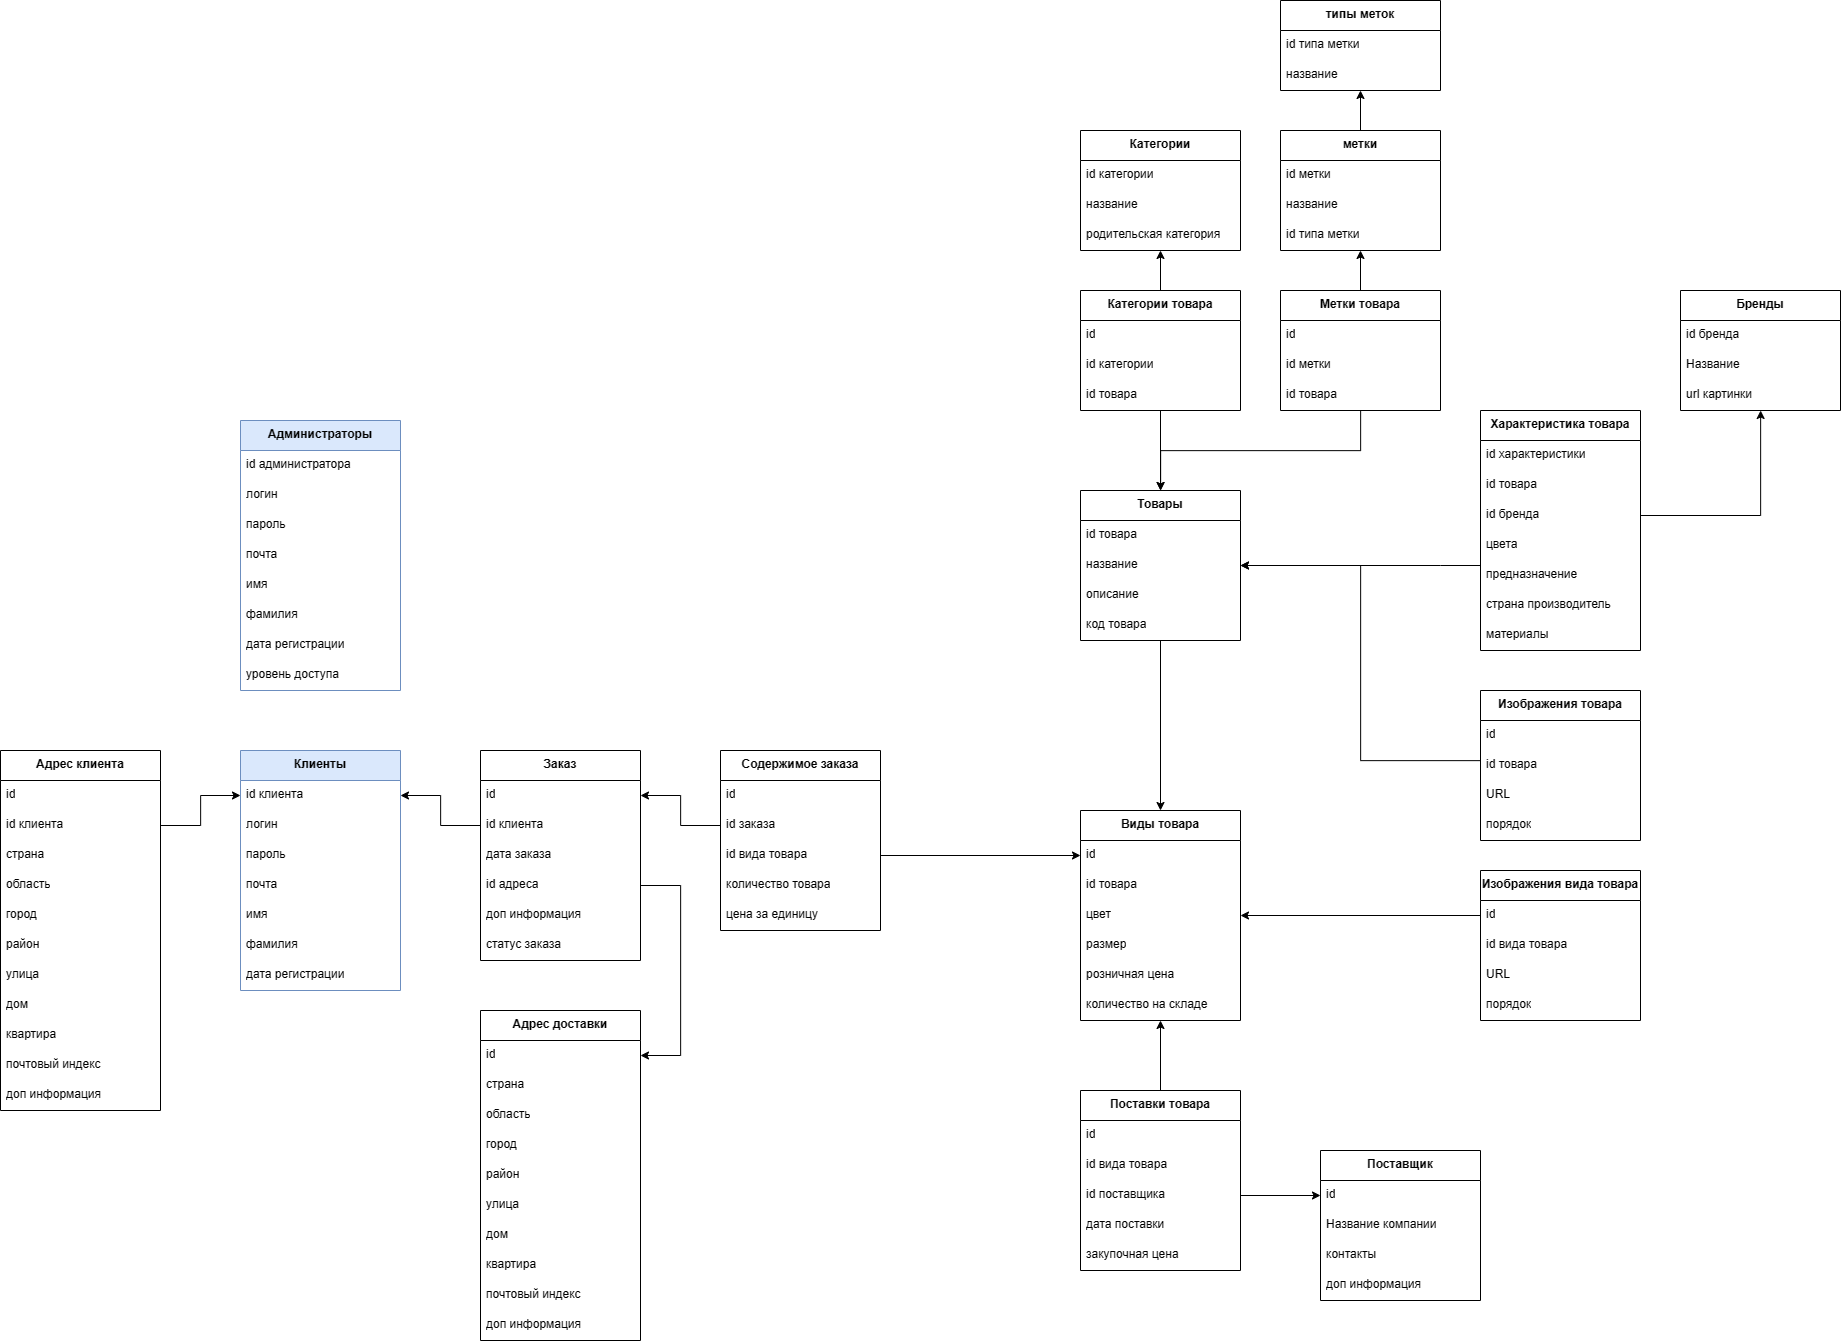 типы меток
id типа метки
название
Категории
id категории
название
родительская категория
метки
id метки
название
id типа метки
Категории товара
id
id категории
id товара
Метки товара
id
id метки
id товара
Бренды
id бренда
Название
url картинки
Характеристика товара
id характеристики
id товара
id бренда
цвета
предназначение
страна производитель
материалы
Администраторы
id администратора
логин
пароль
почта
имя
фамилия
дата регистрации
уровень доступа
Товары
id товара
название
описание
код товара
Изображения товара
id
id товара
URL
порядок
Адрес клиента
id
id клиента
страна
область
город
район
улица
дом
квартира
почтовый индекс
доп информация
Клиенты
id клиента
логин
пароль
почта
имя
фамилия
дата регистрации
Заказ
id
id клиента
дата заказа
id адреса
доп информация
статус заказа
Содержимое заказа
id
id заказа
id вида товара
количество товара
цена за единицу
Виды товара
id
id товара
цвет
размер
розничная цена
количество на складе
Изображения вида товара
id
id вида товара
URL
порядок
Адрес доставки
id
страна
область
город
район
улица
дом
квартира
почтовый индекс
доп информация
Поставки товара
id
id вида товара
id поставщика
дата поставки
закупочная цена
Поставщик
id
Название компании
контакты
доп информация